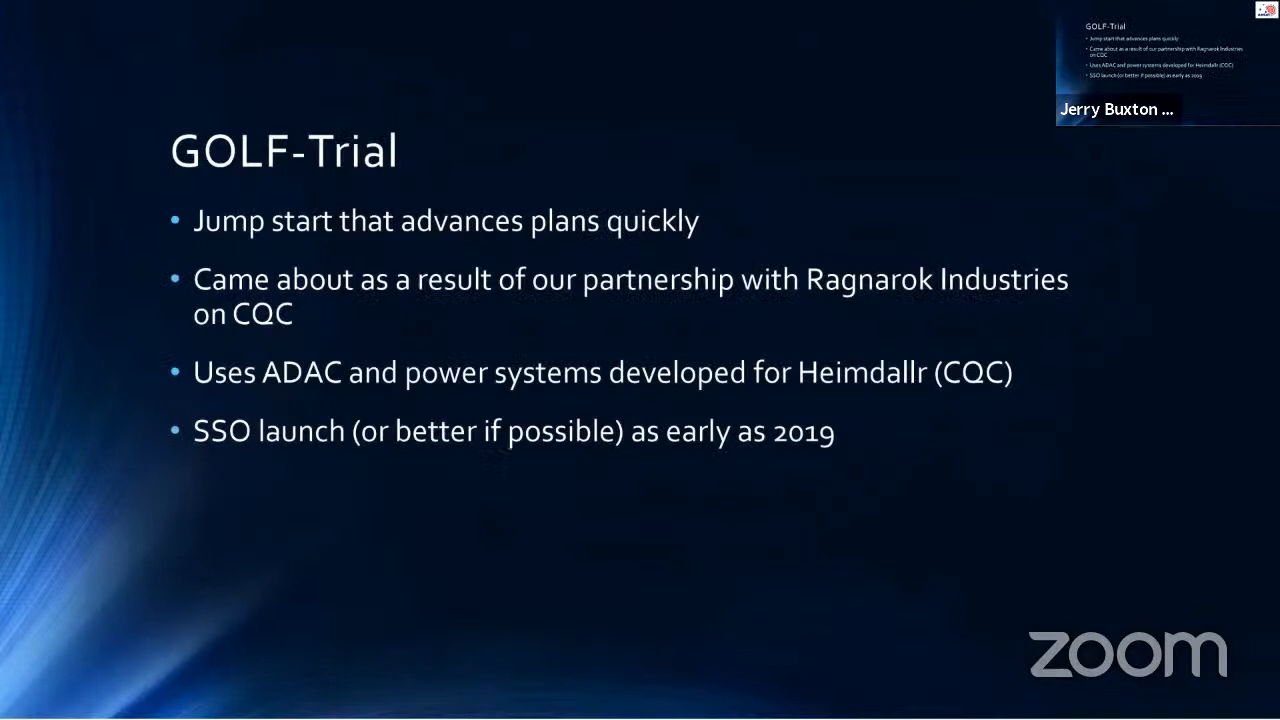 GOLF-Trial
Jump start that advances plans quickly
Came about as a result of our partnership with Ragnarok Industries
on CQC
Uses ADAC and power systems developed for Heimdallr (CQC)
SSO launch (or better if possible) as early as 2019
GOLF-Trial
Jump start that advances plans quickly
Came about as a result of our partnership with Ragnarok Industries
on CQC
Uses ADAC and power systems developed for Heimdallr (CQC)
SSO launch (or better if possible) as early as 2019
Jerry Buxton ...
zoom